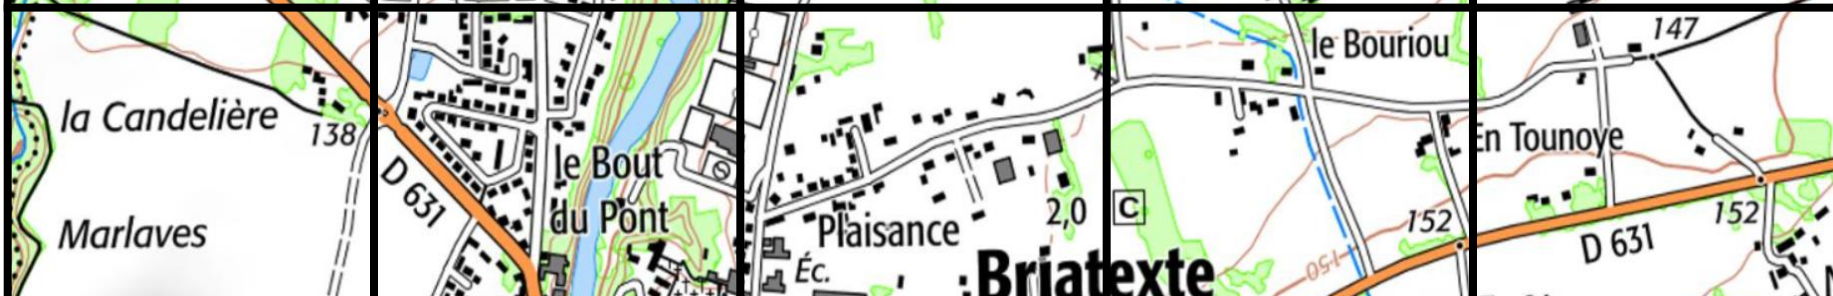 la Candelière
138
Marlaves
D 631
le Bout
du Pont
Plaisance
Éc.
2,0
Briatexte
C
le Bouriou
152
150
147
En Tounoye
152
D 631